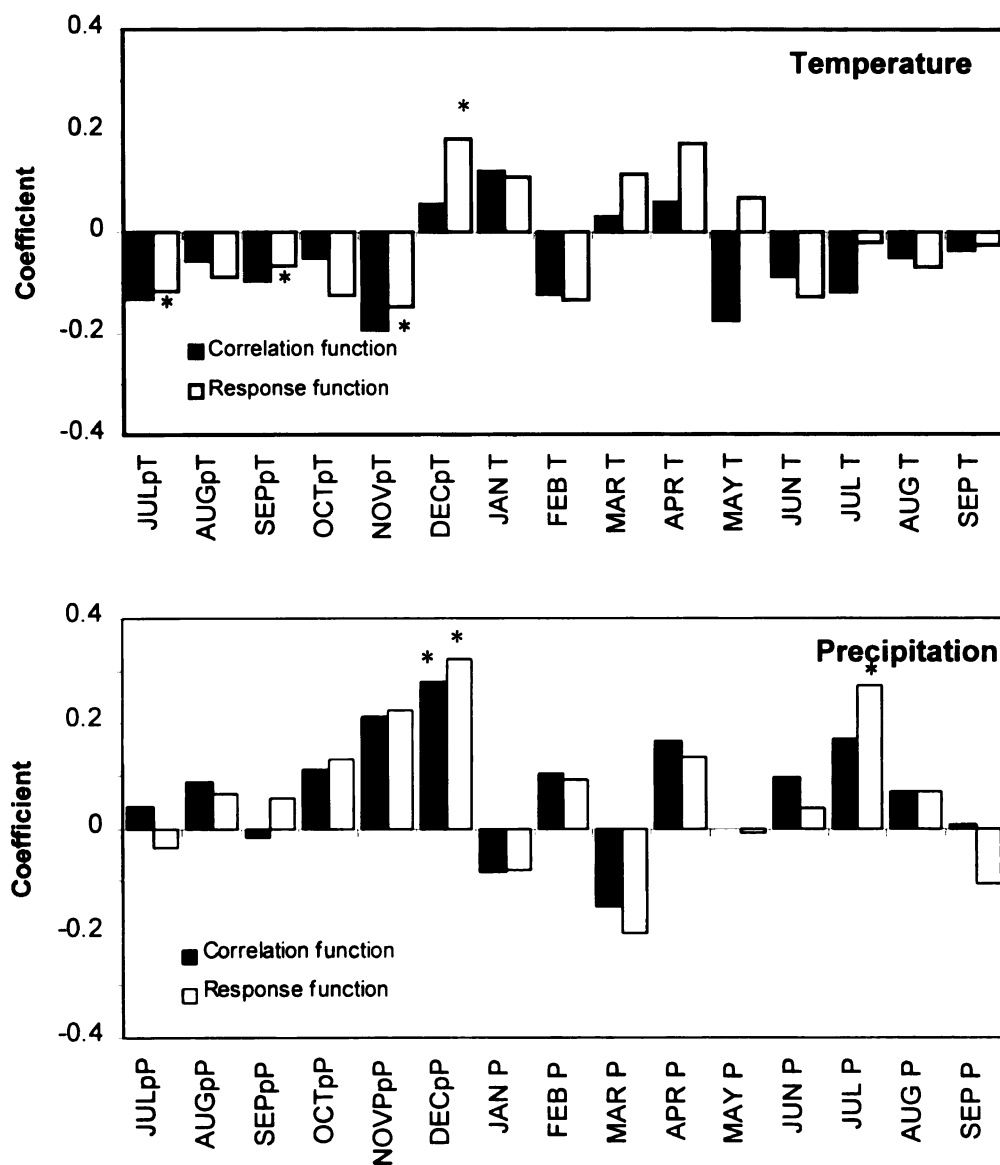 0.4
Temperature
*
0.2
0
Coefficient
* * *
-0.2
Correlation function
Response function
-0.4
JULpT AUGpT SEPpT OCTpT NOVpT DECpT JAN T FEB T MAR T APR T MAY T JUN T JUL T AUG T SEP T
0.4
* *
Precipitation
*
0.2
0
Coefficient
-0.2
Correlation function
Response function
-0.4
JULpP AUGpP SEPpP OCTpP NOVPpP DECpP JAN P FEB P MAR P APR P MAY P JUN P JUL P AUG P SEP P